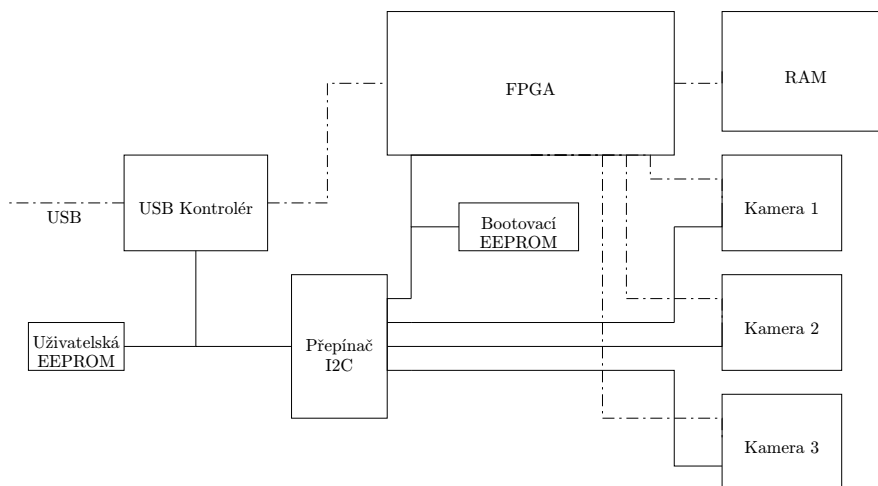 FPGA
RAM
USB
USB Kontrolér
Bootovací
EEPROM
Kamera 1
Uživatelská
EEPROM
Přepínač
I2C
Kamera 2
Kamera 3